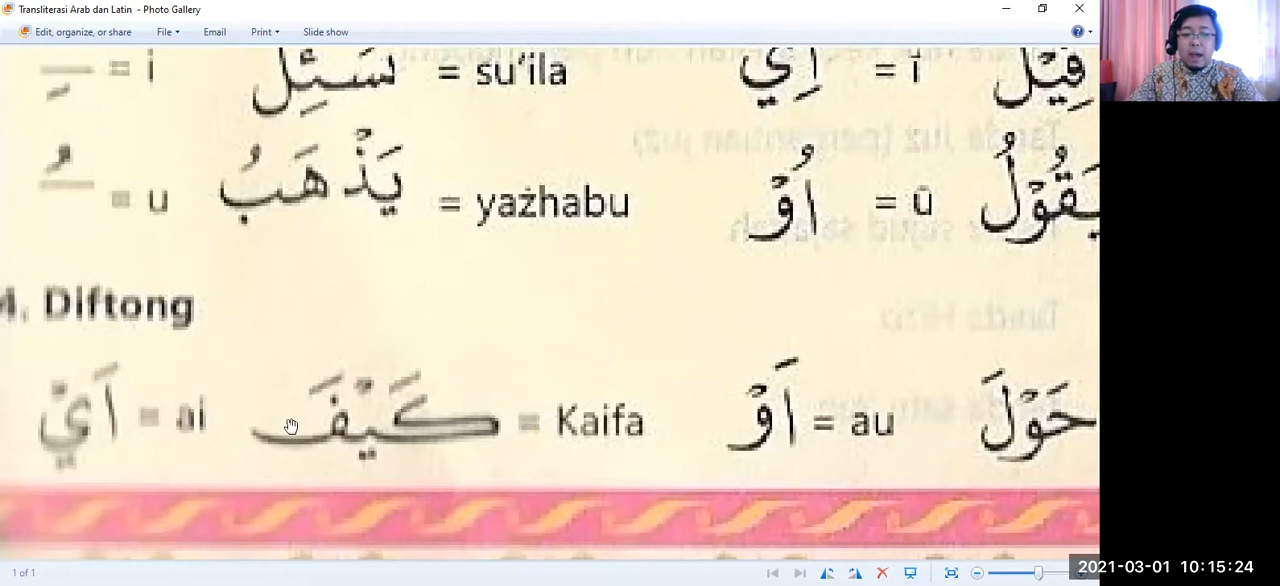 Transliterasi Arab dan Latin - Photo Gallery
Edit, organize, or share File Email Print Slide show
ـِ = i سُئِلَ = su'ila اِي = ī قِيْلَ
ـُ = u يَذْهَبُ = yażhabu اُوْ = ū يَقُوْلُ
4. Diftong
اَيْ = ai كَيْفَ = Kaifa اَوْ = au حَوْلَ
1 of 1
2021-03-01 10:15:24